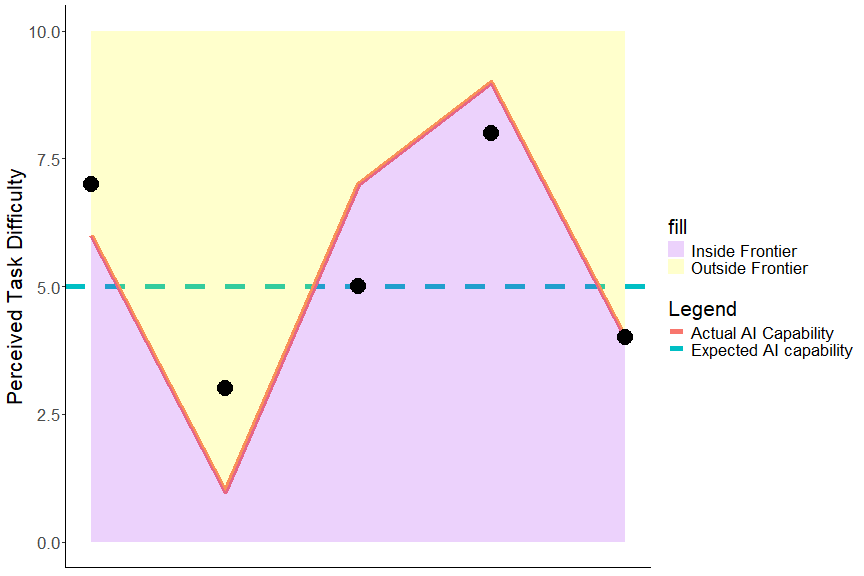 Perceived Task Difficulty
10.0
7.5
5.0
2.5
0.0
fill
Inside Frontier
Outside Frontier
Legend
Actual AI Capability
Expected AI capability